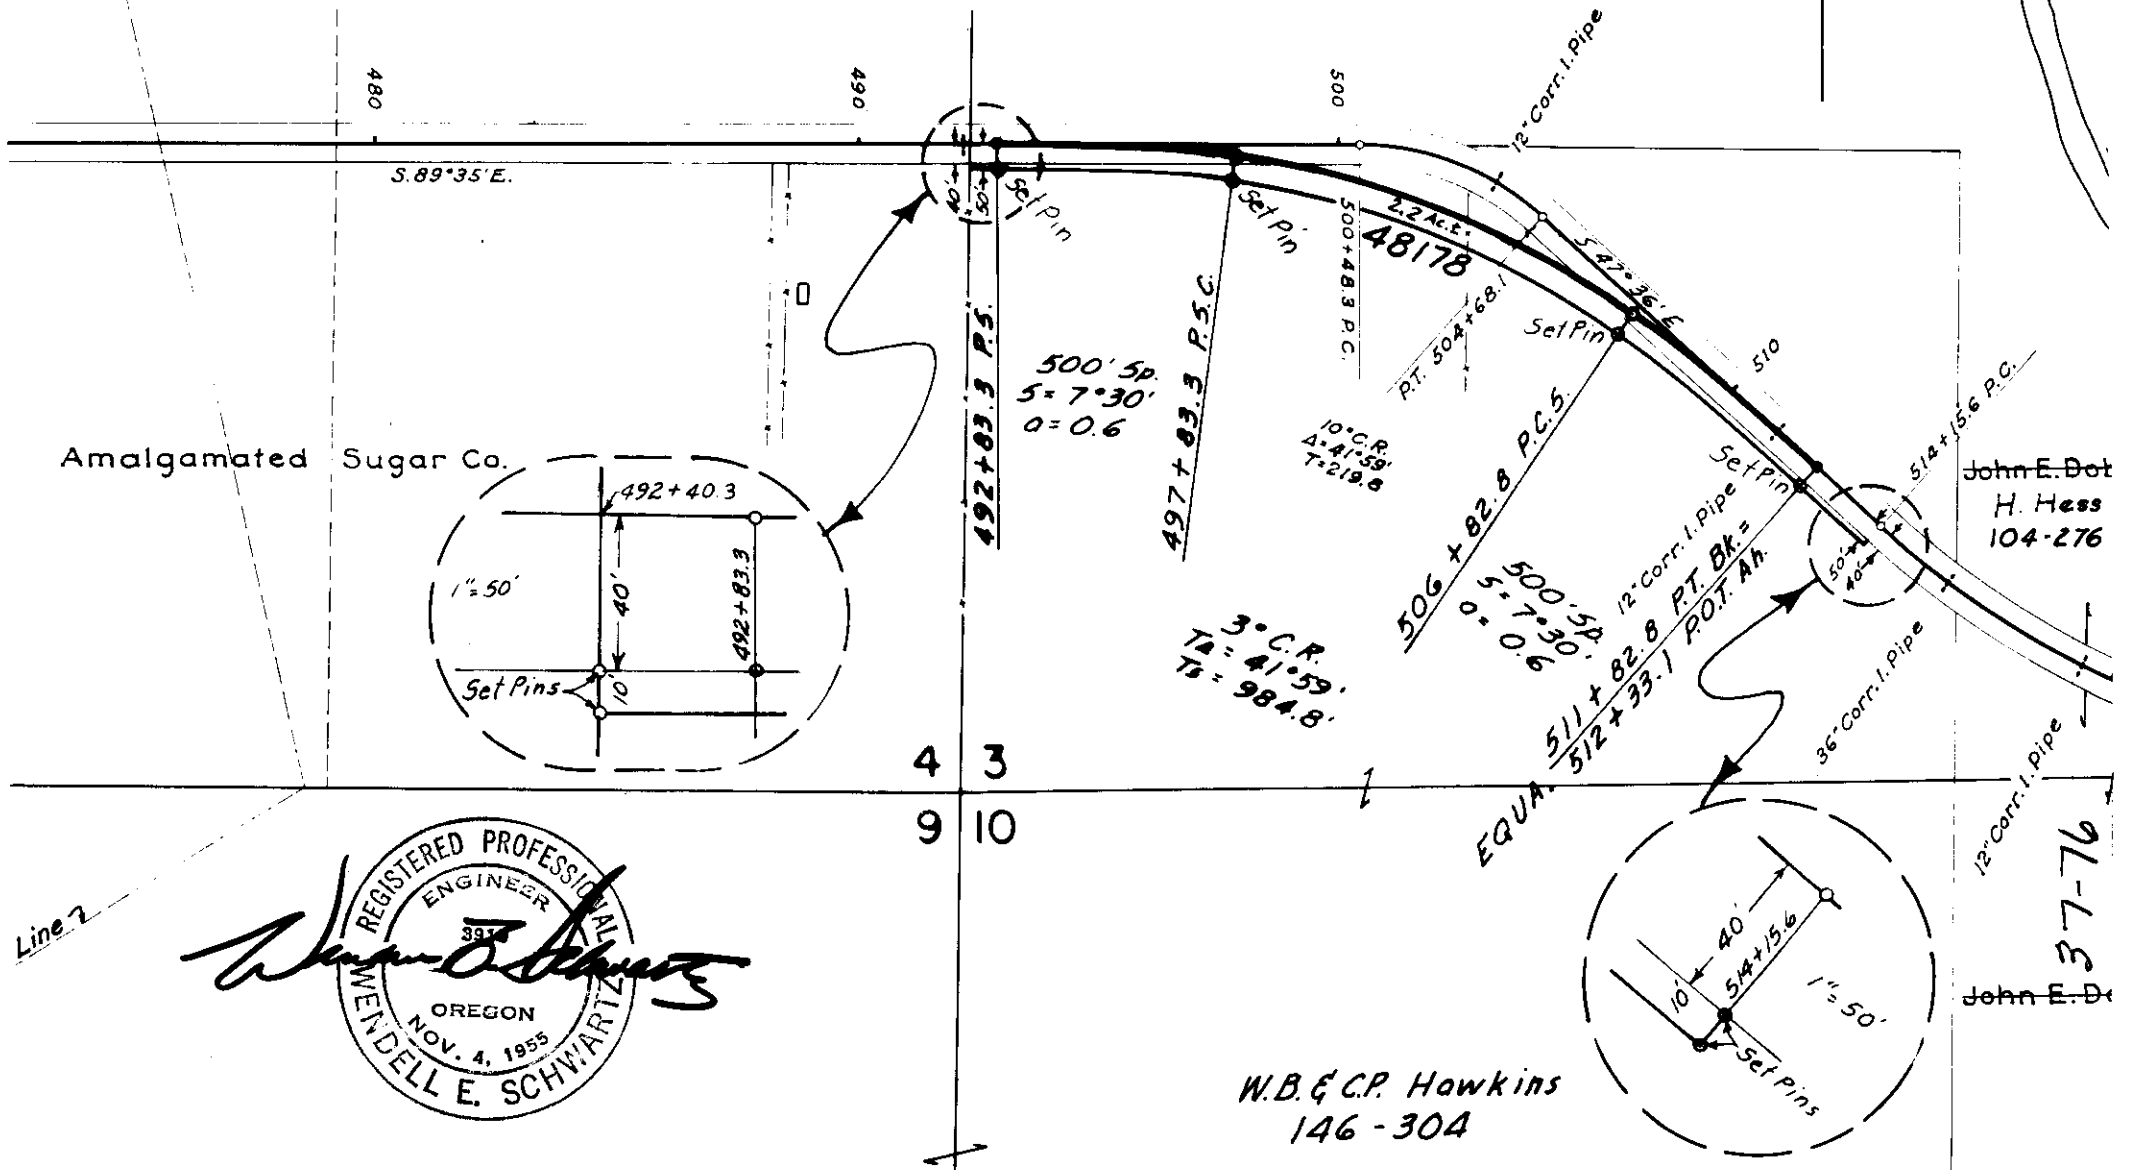 480
490
500
12" Corr. I. Pipe
S. 89°35' E.
40'
50'
Set Pin
Set Pin
2.2 Ac.±
48178
S 47° 36' E
500+48.3 P.C.
P.T. 504+68.1
Set Pin
510
514+15.6 P.C.
492+83.3 P.S.
500' Sp.
S = 7°30'
a = 0.6
497+83.3 P.S.C.
10° C.R.
Δ = 41°59'
T = 219.8
506+82.8 P.C.S.
Set Pin
12" Corr. I. Pipe
50'
40'
John E. Dob
H. Hess
104-276
Amalgamated Sugar Co.
492+40.3
1" = 50'
40'
492+83.3
Set Pins
10'
3° C.R.
TΔ = 41°59'
Ts = 984.8'
500' Sp.
S = 7°30'
a = 0.6
EQUA. 511+82.8 P.T. Bk. =
512+33.1 P.O.T. Ah.
36" Corr. I. Pipe
12" Corr. I. Pipe
4 3
9 10
Line
REGISTERED PROFESSIONAL
ENGINEER
OREGON
NOV. 4, 1955
WENDELL E. SCHWARTZ
Wendell E. Schwartz
37-76
John E. Do
40'
514+15.6
10'
1" = 50'
Set Pins
W.B. & C.P. Hawkins
146-304